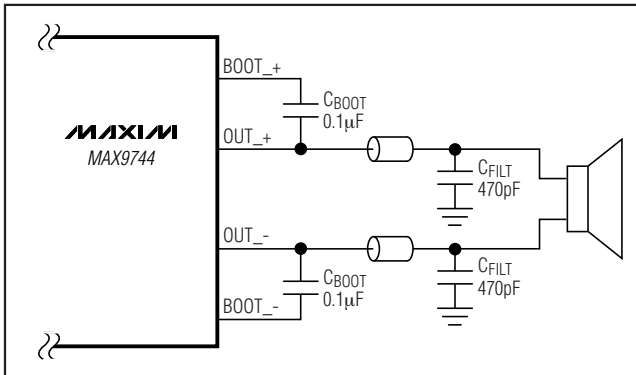 BOOT_+
CBOOT
0.1µF
MAXIM
MAX9744
OUT_+
CFILT
470pF
OUT_-
CBOOT
0.1µF
CFILT
470pF
BOOT_-